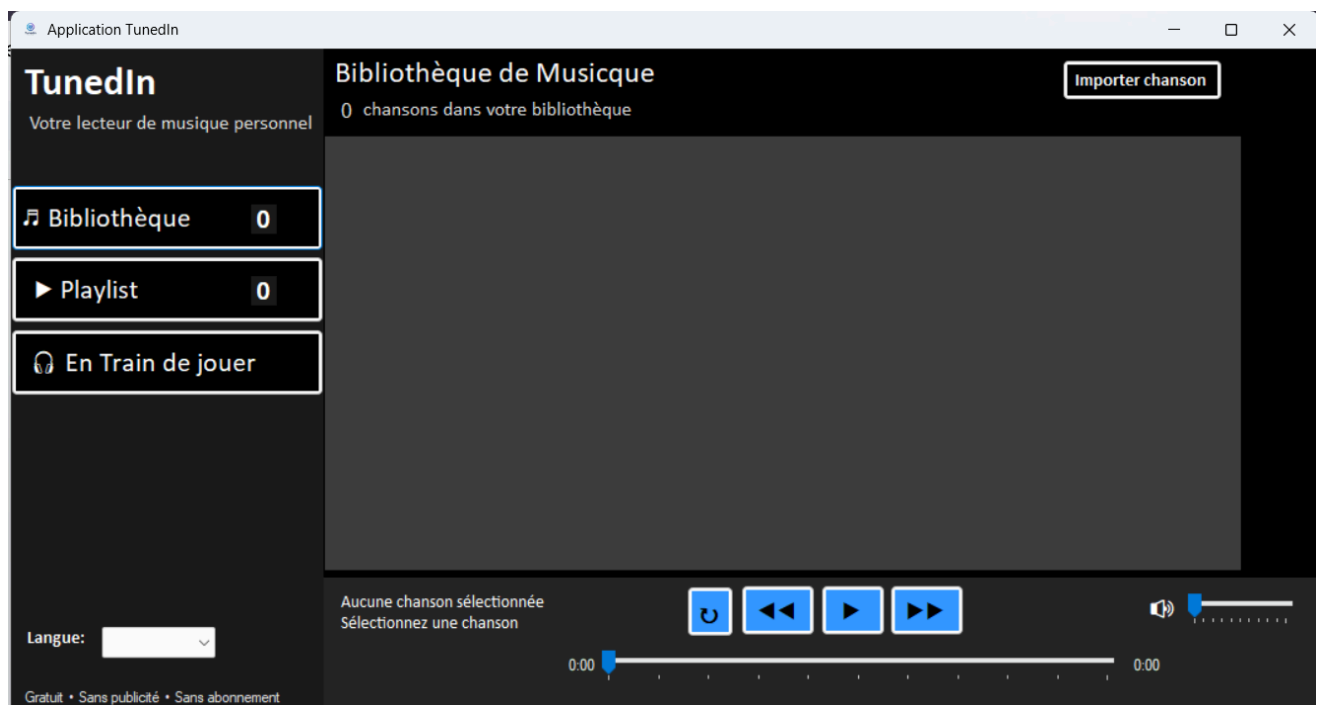 Application TunedIn
TunedIn
Votre lecteur de musique personnel
Bibliothèque 0
Playlist 0
En Train de jouer
Langue:
Gratuit • Sans publicité • Sans abonnement
Bibliothèque de Musicque
0 chansons dans votre bibliothèque
Importer chanson
Aucune chanson sélectionnée
Sélectionnez une chanson
0:00
0:00